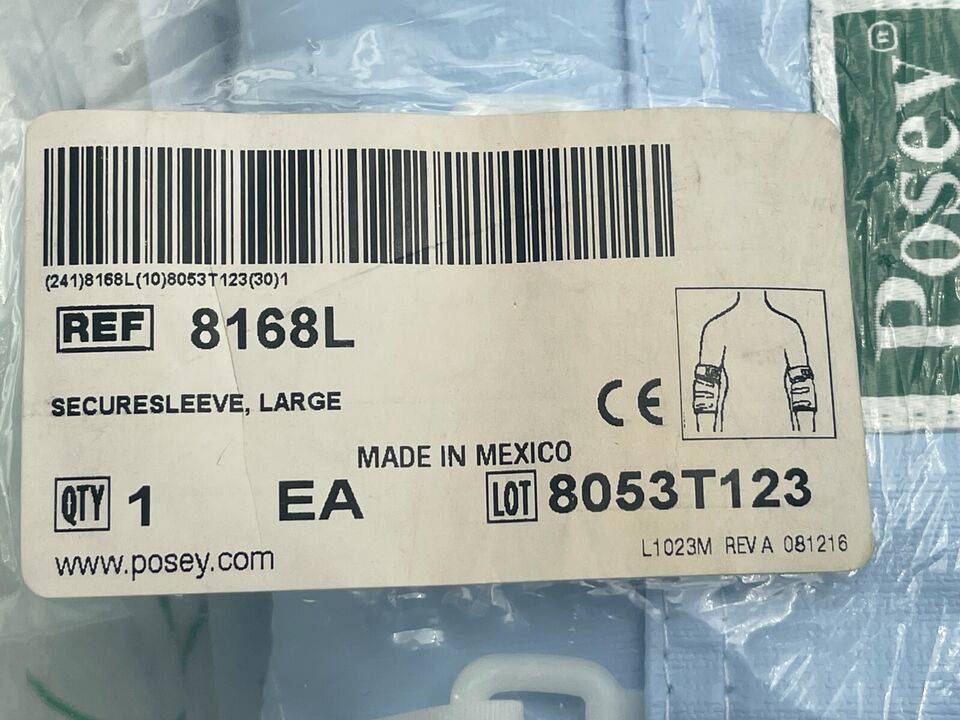 (241)8168L(10)8053T123(30)1
REF 8168L
SECURESLEEVE, LARGE
CE
MADE IN MEXICO
QTY 1 EA LOT 8053T123
www.posey.com
L1023M REV A 081216
Posey®